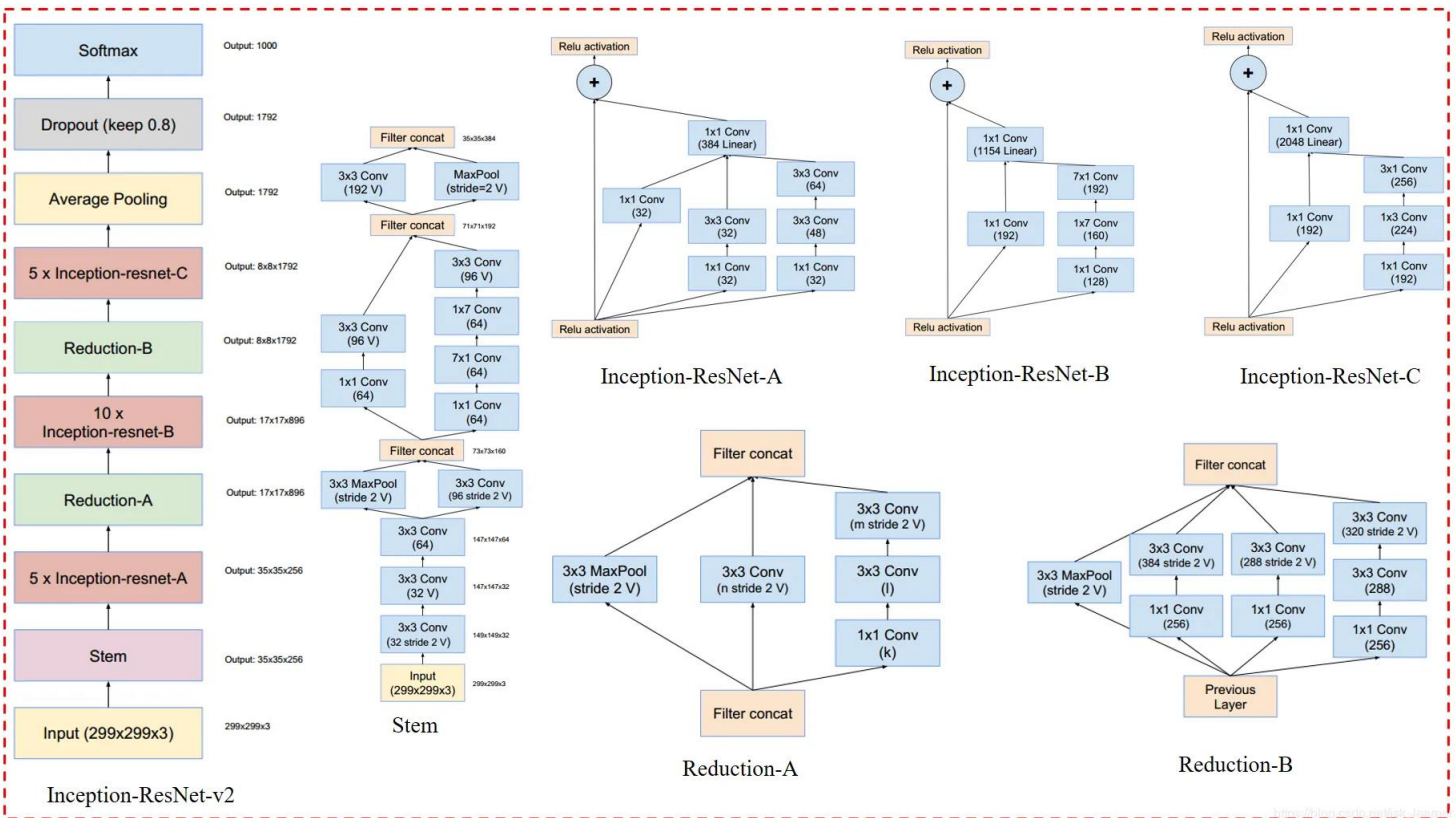 Softmax
Output: 1000
Dropout (keep 0.8)
Output: 1792
Average Pooling
Output: 1792
5 x Inception-resnet-C
Output: 8x8x1792
Reduction-B
Output: 8x8x1792
10 x
Inception-resnet-B
Output: 17x17x896
Reduction-A
Output: 17x17x896
5 x Inception-resnet-A
Output: 35x35x256
Stem
Output: 35x35x256
Input (299x299x3)
299x299x3
Inception-ResNet-v2
Filter concat
35x35x384
3x3 Conv
(192 V)
MaxPool
(stride=2 V)
Filter concat
71x71x192
3x3 Conv
(96 V)
1x7 Conv
(64)
3x3 Conv
(96 V)
7x1 Conv
(64)
1x1 Conv
(64)
1x1 Conv
(64)
Filter concat
73x73x160
3x3 MaxPool
(stride 2 V)
3x3 Conv
(96 stride 2 V)
3x3 Conv
(64)
147x147x64
3x3 Conv
(32 V)
147x147x32
3x3 Conv
(32 stride 2 V)
149x149x32
Input
(299x299x3)
299x299x3
Stem
Relu activation
+
1x1 Conv
(384 Linear)
1x1 Conv
(32)
3x3 Conv
(32)
1x1 Conv
(32)
3x3 Conv
(64)
3x3 Conv
(48)
1x1 Conv
(32)
Relu activation
Inception-ResNet-A
Relu activation
+
1x1 Conv
(1154 Linear)
1x1 Conv
(192)
7x1 Conv
(192)
1x7 Conv
(160)
1x1 Conv
(128)
Relu activation
Inception-ResNet-B
Relu activation
+
1x1 Conv
(2048 Linear)
1x1 Conv
(192)
3x1 Conv
(256)
1x3 Conv
(224)
1x1 Conv
(192)
Relu activation
Inception-ResNet-C
Filter concat
3x3 MaxPool
(stride 2 V)
3x3 Conv
(n stride 2 V)
3x3 Conv
(m stride 2 V)
3x3 Conv
(l)
1x1 Conv
(k)
Filter concat
Reduction-A
Filter concat
3x3 MaxPool
(stride 2 V)
3x3 Conv
(384 stride 2 V)
1x1 Conv
(256)
3x3 Conv
(288 stride 2 V)
1x1 Conv
(256)
3x3 Conv
(320 stride 2 V)
3x3 Conv
(288)
1x1 Conv
(256)
Previous
Layer
Reduction-B